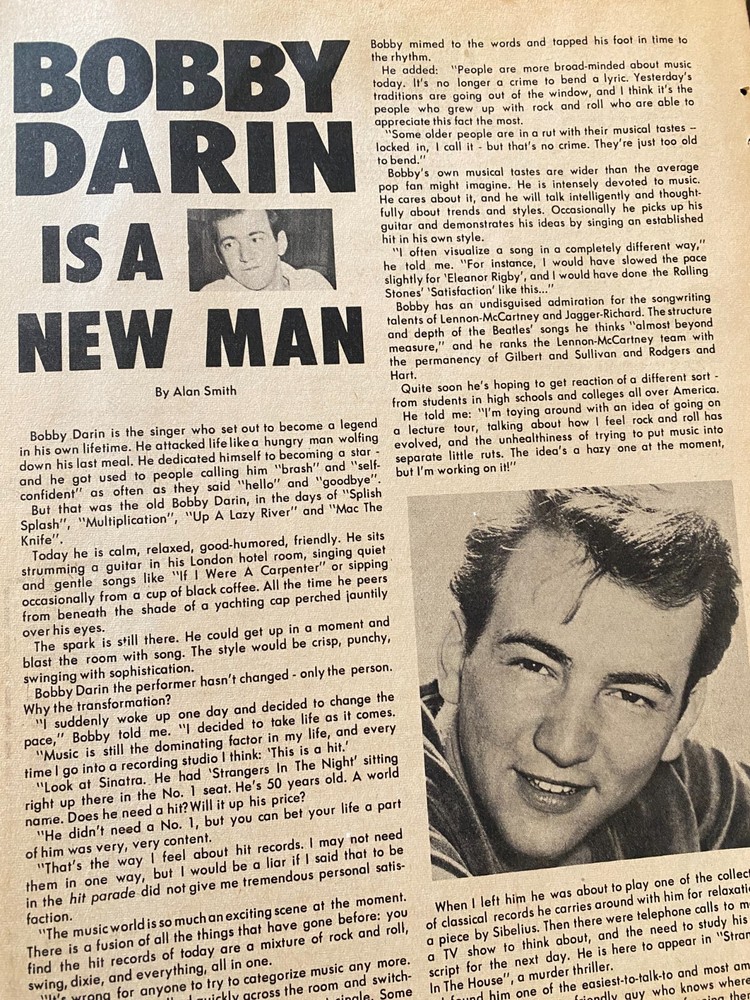 BOBBY
DARIN
IS A
NEW MAN
By Alan Smith
Bobby Darin is the singer who set out to become a legend
in his own lifetime. He attacked life like a hungry man wolfing
down his last meal. He dedicated himself to becoming a star -
and he got used to people calling him "brash" and "self-
confident" as often as they said "hello" and "goodbye".
But that was the old Bobby Darin, in the days of "Splish
Splash", "Multiplication", "Up A Lazy River" and "Mac The
Knife".
Today he is calm, relaxed, good-humored, friendly. He sits
strumming a guitar in his London hotel room, singing quiet
and gentle songs like "If I Were A Carpenter" or sipping
occasionally from a cup of black coffee. All the time he peers
from beneath the shade of a yachting cap perched jauntily
over his eyes.
The spark is still there. He could get up in a moment and
blast the room with song. The style would be crisp, punchy,
swinging with sophistication.
Bobby Darin the performer hasn't changed - only the person.
Why the transformation?
"I suddenly woke up one day and decided to change the
pace," Bobby told me. "I decided to take life as it comes.
"Music is still the dominating factor in my life, and every
time I go into a recording studio I think: 'This is a hit.'
"Look at Sinatra. He had 'Strangers In The Night' sitting
right up there in the No. 1 seat. He's 50 years old. A world
name. Does he need a hit? Will it up his price?
"He didn't need a No. 1, but you can bet your life a part
of him was very, very content.
"That's the way I feel about hit records. I may not need
them in one way, but I would be a liar if I said that to be
in the hit parade did not give me tremendous personal satis-
faction.
"The music world is so much an exciting scene at the moment.
There is a fusion of all the things that have gone before: you
find the hit records of today are a mixture of rock and roll,
swing, dixie, and everything, all in one.
"It's wrong for anyone to try to categorize music any more.
quickly across the room and switch-
single. Some
Bobby mimed to the words and tapped his foot in time to
the rhythm.
He added: "People are more broad-minded about music
today. It's no longer a crime to bend a lyric. Yesterday's
traditions are going out of the window, and I think it's the
people who grew up with rock and roll who are able to
appreciate this fact the most.
"Some older people are in a rut with their musical tastes –
locked in, I call it - but that's no crime. They're just too old
to bend."
Bobby's own musical tastes are wider than the average
pop fan might imagine. He is intensely devoted to music.
He cares about it, and he will talk intelligently and thought-
fully about trends and styles. Occasionally he picks up his
guitar and demonstrates his ideas by singing an established
hit in his own style.
"I often visualize a song in a completely different way,"
he told me. "For instance, I would have slowed the pace
slightly for 'Eleanor Rigby', and I would have done the Rolling
Stones' 'Satisfaction' like this..."
Bobby has an undisguised admiration for the songwriting
talents of Lennon-McCartney and Jagger-Richard. The structure
and depth of the Beatles' songs he thinks "almost beyond
measure," and he ranks the Lennon-McCartney team with
the permanency of Gilbert and Sullivan and Rodgers and
Hart.
Quite soon he's hoping to get reaction of a different sort -
from students in high schools and colleges all over America.
He told me: "I'm toying around with an idea of going on
a lecture tour, talking about how I feel rock and roll has
evolved, and the unhealthiness of trying to put music into
separate little ruts. The idea's a hazy one at the moment,
but I'm working on it!"
When I left him he was about to play one of the collect
of classical records he carries around with him for relaxatio
a piece by Sibelius. Then there were telephone calls to m
a TV show to think about, and the need to study his
script for the next day. He is here to appear in "Stran
In The House", a murder thriller.
found him one of the easiest-to-talk-to and most am
friendly guy who knows where